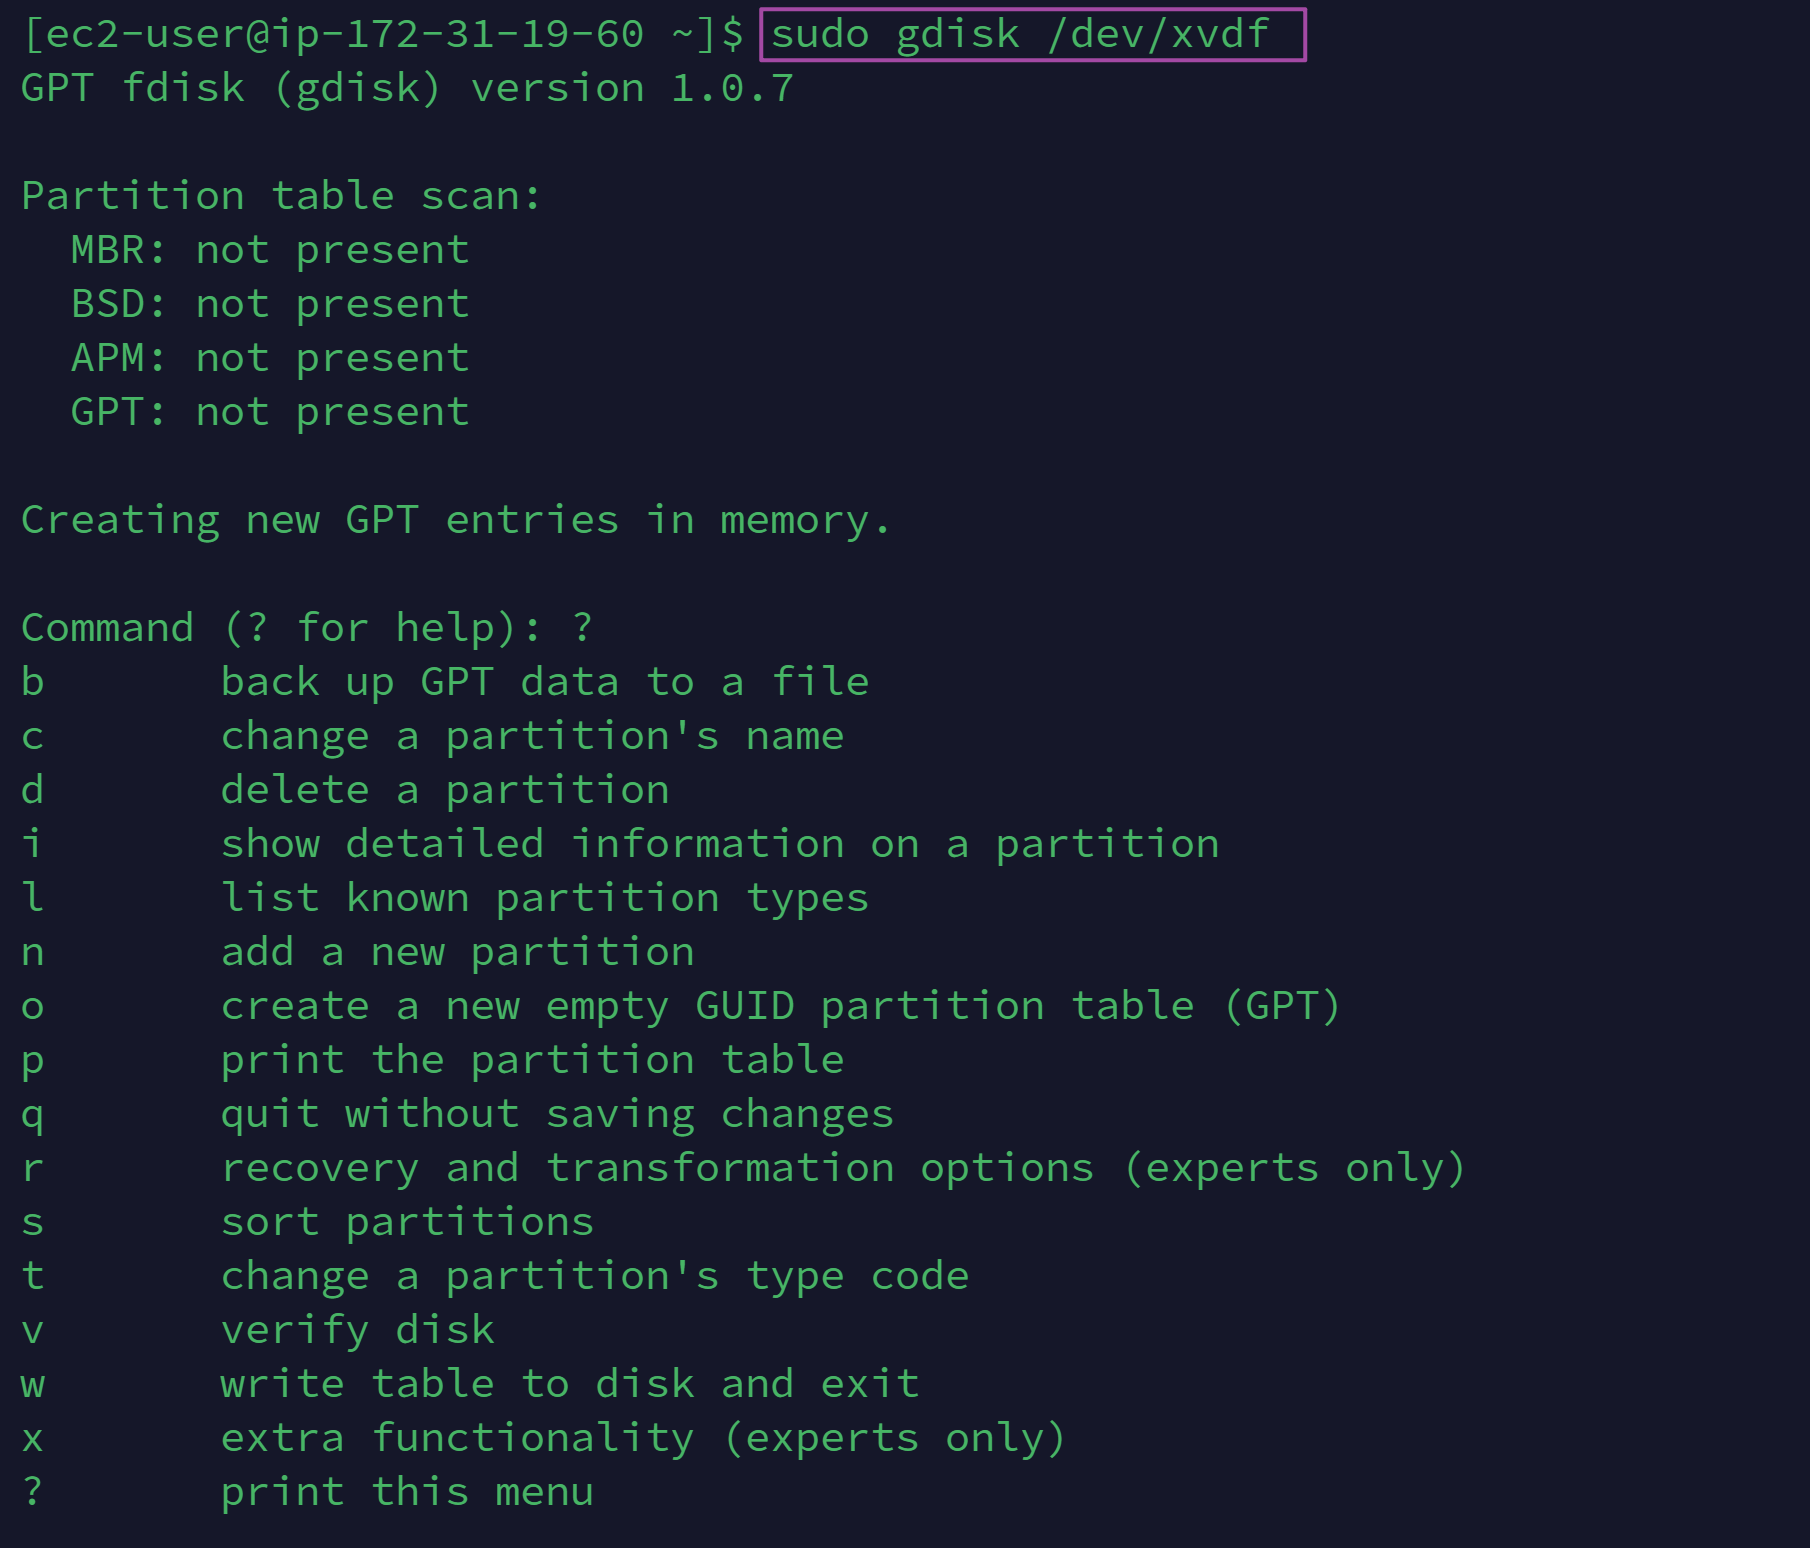 [ec2-user@ip-172-31-19-60 ~]$ sudo gdisk /dev/xvdf
GPT fdisk (gdisk) version 1.0.7
Partition table scan:
  MBR: not present
  BSD: not present
  APM: not present
  GPT: not present
Creating new GPT entries in memory.
Command (? for help): ?
b       back up GPT data to a file
c       change a partition's name
d       delete a partition
i       show detailed information on a partition
l       list known partition types
n       add a new partition
o       create a new empty GUID partition table (GPT)
p       print the partition table
q       quit without saving changes
r       recovery and transformation options (experts only)
s       sort partitions
t       change a partition's type code
v       verify disk
w       write table to disk and exit
x       extra functionality (experts only)
?       print this menu